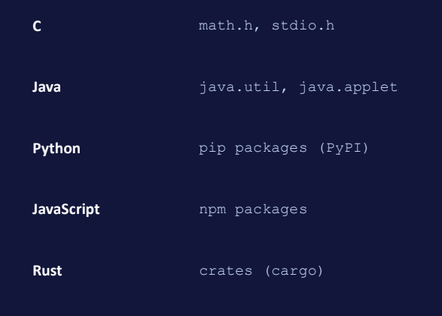 C math.h, stdio.h
Java java.util, java.applet
Python pip packages (PyPI)
JavaScript npm packages
Rust crates (cargo)